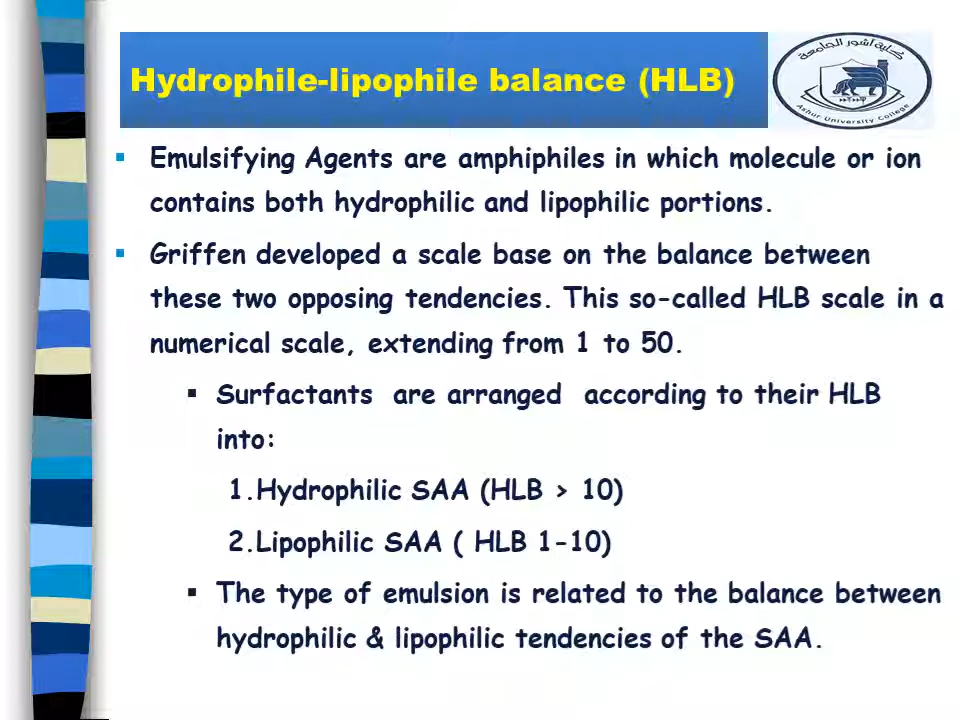 Hydrophile-lipophile balance (HLB)
كلية اشور الجامعة
Ashur University College
Emulsifying Agents are amphiphiles in which molecule or ion
contains both hydrophilic and lipophilic portions.
Griffen developed a scale base on the balance between
these two opposing tendencies. This so-called HLB scale in a
numerical scale, extending from 1 to 50.
Surfactants are arranged according to their HLB
into:
1.Hydrophilic SAA (HLB > 10)
2.Lipophilic SAA ( HLB 1-10)
The type of emulsion is related to the balance between
hydrophilic & lipophilic tendencies of the SAA.